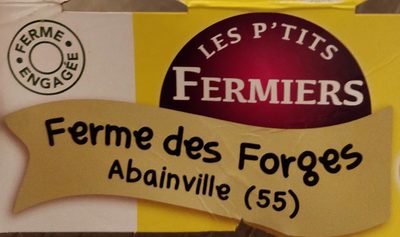 FERME ENGAGÉE
LES P'TITS
FERMIERS
Ferme des Forges
Abainville (55)